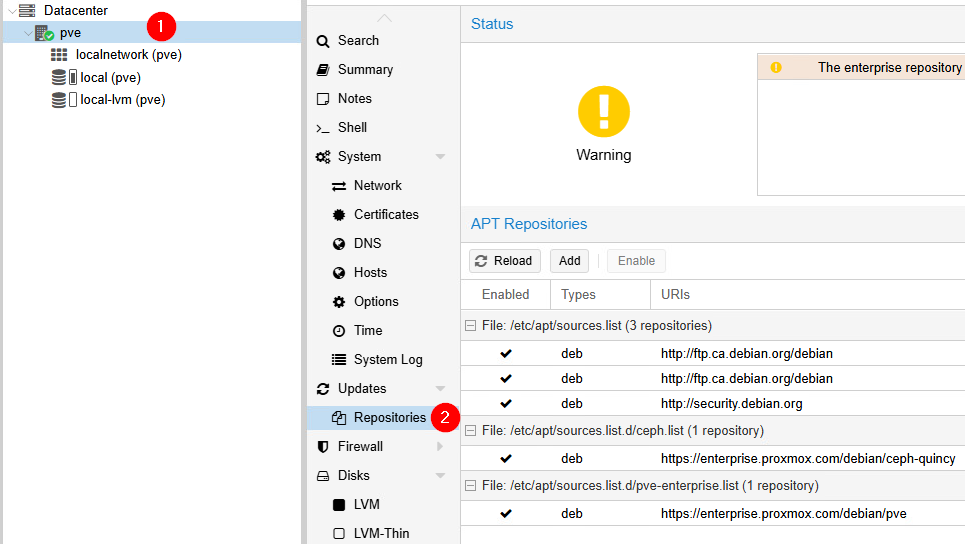 Datacenter
1
pve
localnetwork (pve)
local (pve)
local-lvm (pve)
Search
Summary
Notes
Shell
System
Network
Certificates
DNS
Hosts
Options
Time
System Log
Updates
Repositories
2
Firewall
Disks
LVM
LVM-Thin
Status
Warning
The enterprise repository
APT Repositories
Reload Add Enable
Enabled Types URIs
File: /etc/apt/sources.list (3 repositories)
deb http://ftp.ca.debian.org/debian
deb http://ftp.ca.debian.org/debian
deb http://security.debian.org
File: /etc/apt/sources.list.d/ceph.list (1 repository)
deb https://enterprise.proxmox.com/debian/ceph-quincy
File: /etc/apt/sources.list.d/pve-enterprise.list (1 repository)
deb https://enterprise.proxmox.com/debian/pve